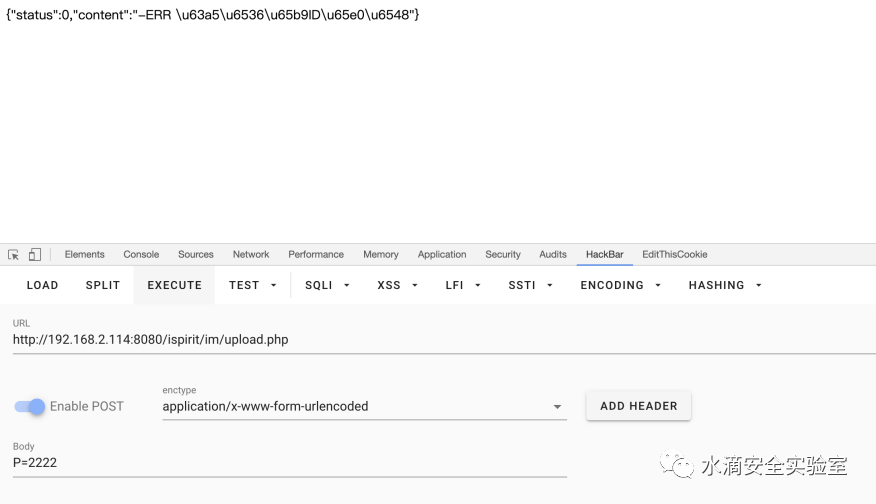 {"status":0,"content":"-ERR \u63a5\u6536\u65b9ID\u65e0\u6548"}
Elements Console Sources Network Performance Memory Application Security Audits HackBar EditThisCookie
LOAD SPLIT EXECUTE TEST SQLI XSS LFI SSTI ENCODING HASHING
URL
http://192.168.2.114:8080/ispirit/im/upload.php
enctype
Enable POST application/x-www-form-urlencoded ADD HEADER
Body
P=2222
水滴安全实验室